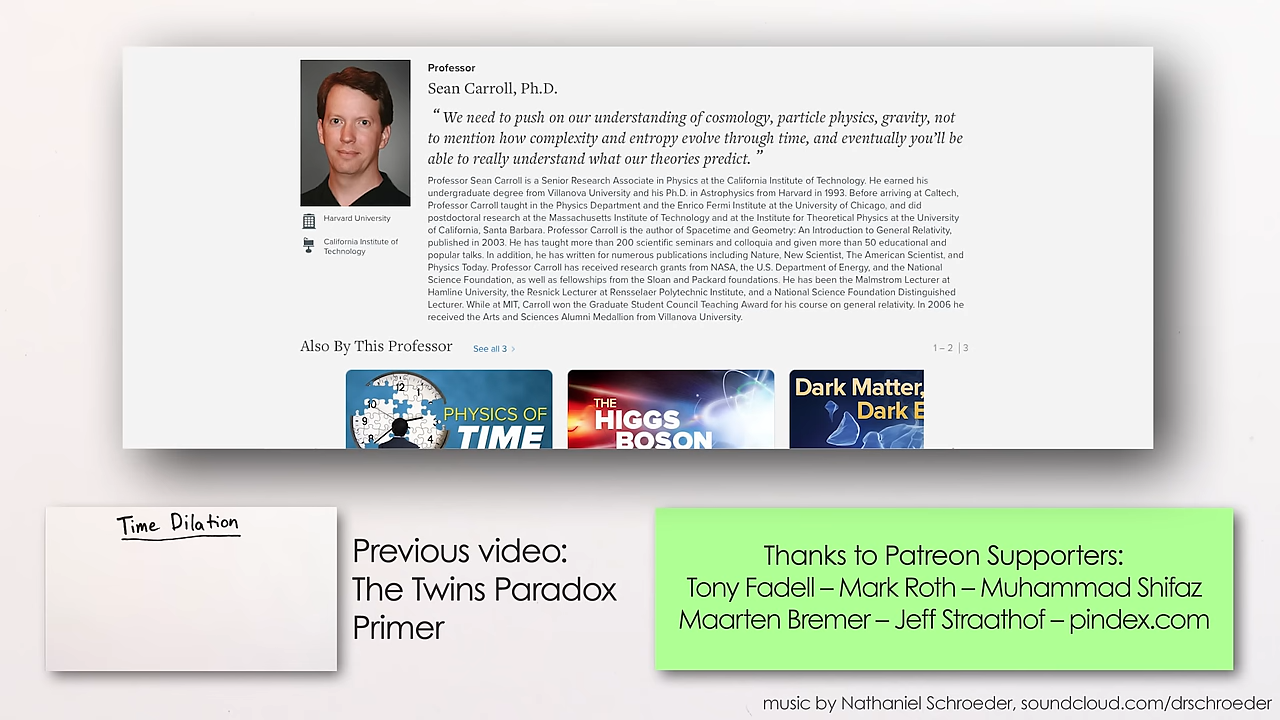 Professor
Sean Carroll, Ph.D.
“ We need to push on our understanding of cosmology, particle physics, gravity, not
to mention how complexity and entropy evolve through time, and eventually you’ll be
able to really understand what our theories predict. ”
Professor Sean Carroll is a Senior Research Associate in Physics at the California Institute of Technology. He earned his
undergraduate degree from Villanova University and his Ph.D. in Astrophysics from Harvard in 1993. Before arriving at Caltech,
Professor Carroll taught in the Physics Department and the Enrico Fermi Institute at the University of Chicago, and did
postdoctoral research at the Massachusetts Institute of Technology and at the Institute for Theoretical Physics at the University
of California, Santa Barbara. Professor Carroll is the author of Spacetime and Geometry: An Introduction to General Relativity,
published in 2003. He has taught more than 200 scientific seminars and colloquia and given more than 50 educational and
popular talks. In addition, he has written for numerous publications including Nature, New Scientist, The American Scientist, and
Physics Today. Professor Carroll has received research grants from NASA, the U.S. Department of Energy, and the National
Science Foundation, as well as fellowships from the Sloan and Packard foundations. He has been the Malmstrom Lecturer at
Hamline University, the Resnick Lecturer at Rensselaer Polytechnic Institute, and a National Science Foundation Distinguished
Lecturer. While at MIT, Carroll won the Graduate Student Council Teaching Award for his course on general relativity. In 2006 he
received the Arts and Sciences Alumni Medallion from Villanova University.
Harvard University
California Institute of
Technology
Also By This Professor
See all 3 >
1 – 2 | 3
12
1
10
9
8
4
PHYSICS OF
TIME
THE
HIGGS
BOSON
Dark Matter,
Dark E
Time Dilation
Previous video:
The Twins Paradox
Primer
Thanks to Patreon Supporters:
Tony Fadell – Mark Roth – Muhammad Shifaz
Maarten Bremer – Jeff Straathof – pindex.com
music by Nathaniel Schroeder, soundcloud.com/drschroeder